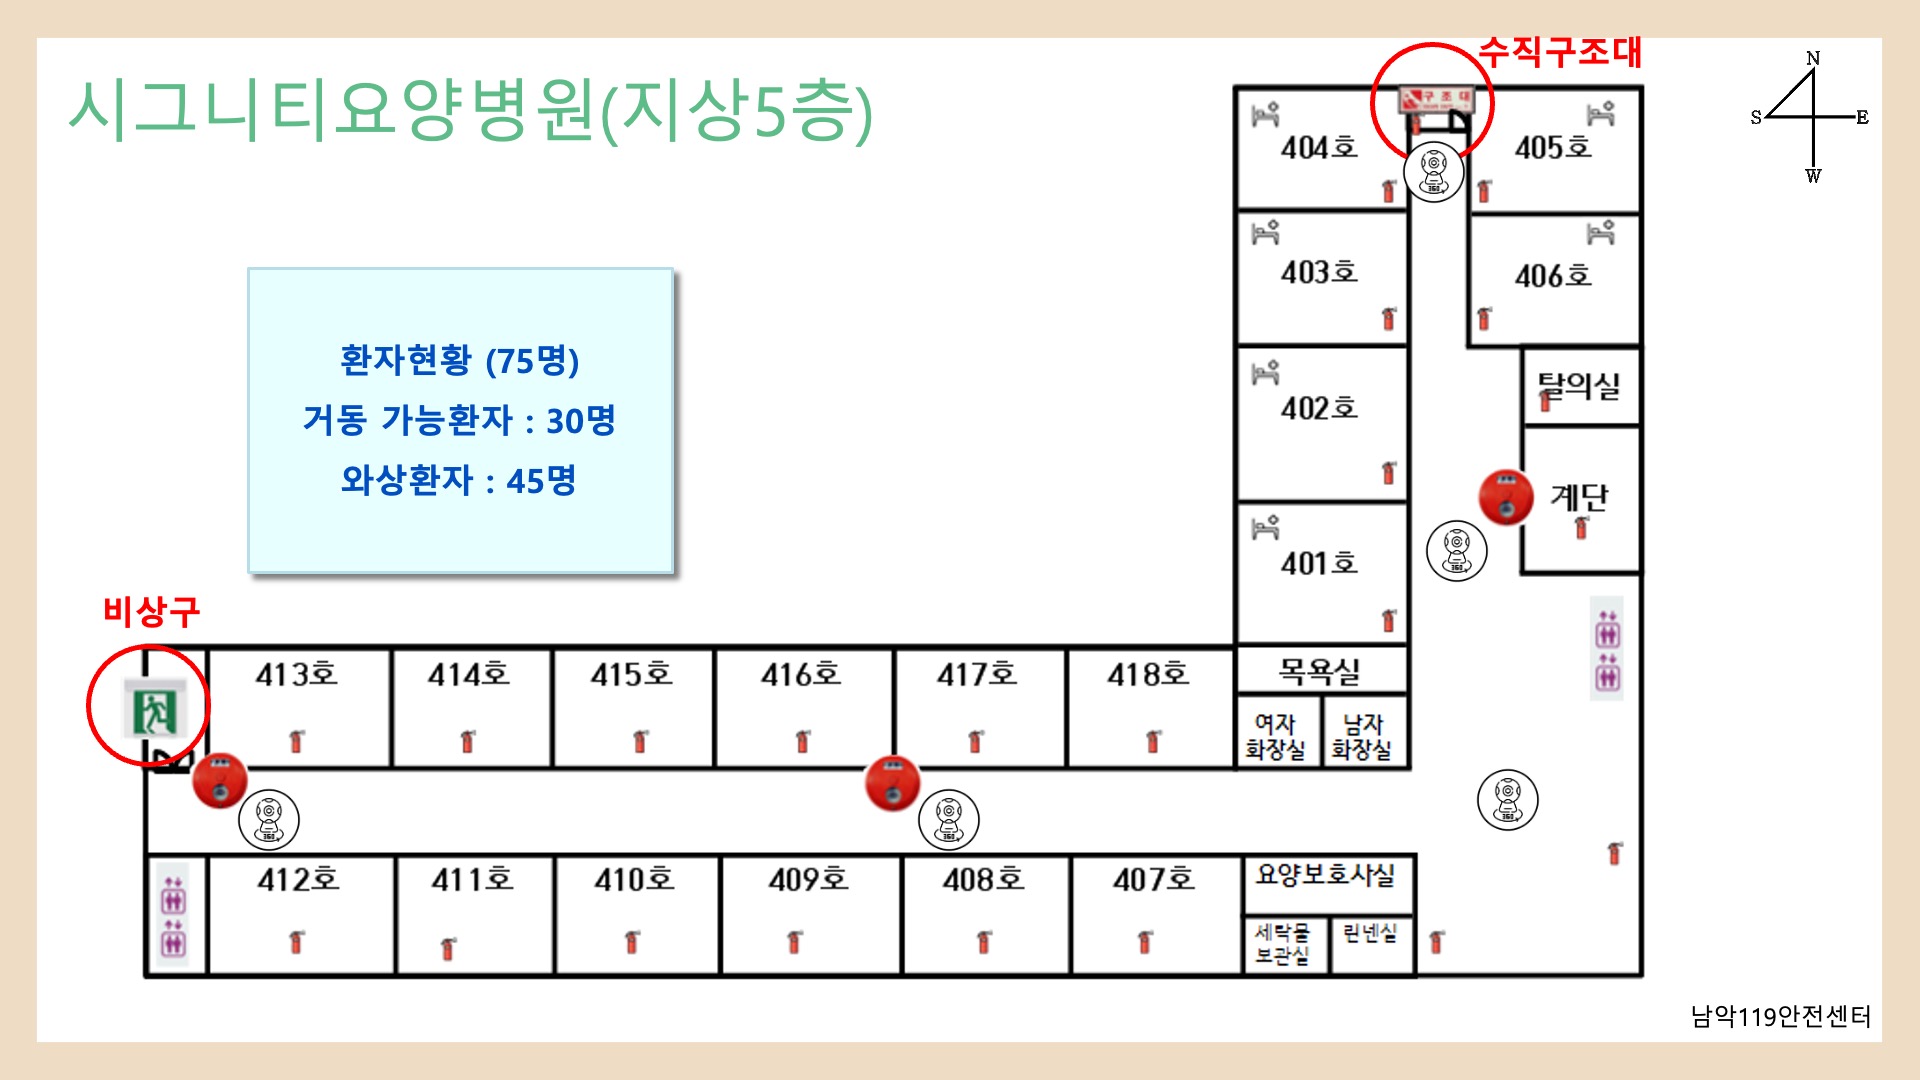 시그니티요양병원(지상5층)
수직구조대
구 조 대
N
S
E
W
404호
405호
403호
406호
환자현황 (75명)
거동 가능환자 : 30명
와상환자 : 45명
402호
탈의실
계단
401호
비상구
413호
414호
415호
416호
417호
418호
목욕실
여자
화장실
남자
화장실
412호
411호
410호
409호
408호
407호
요양보호사실
세탁물
보관실
린넨실
360
360
360
360
360
남악119안전센터